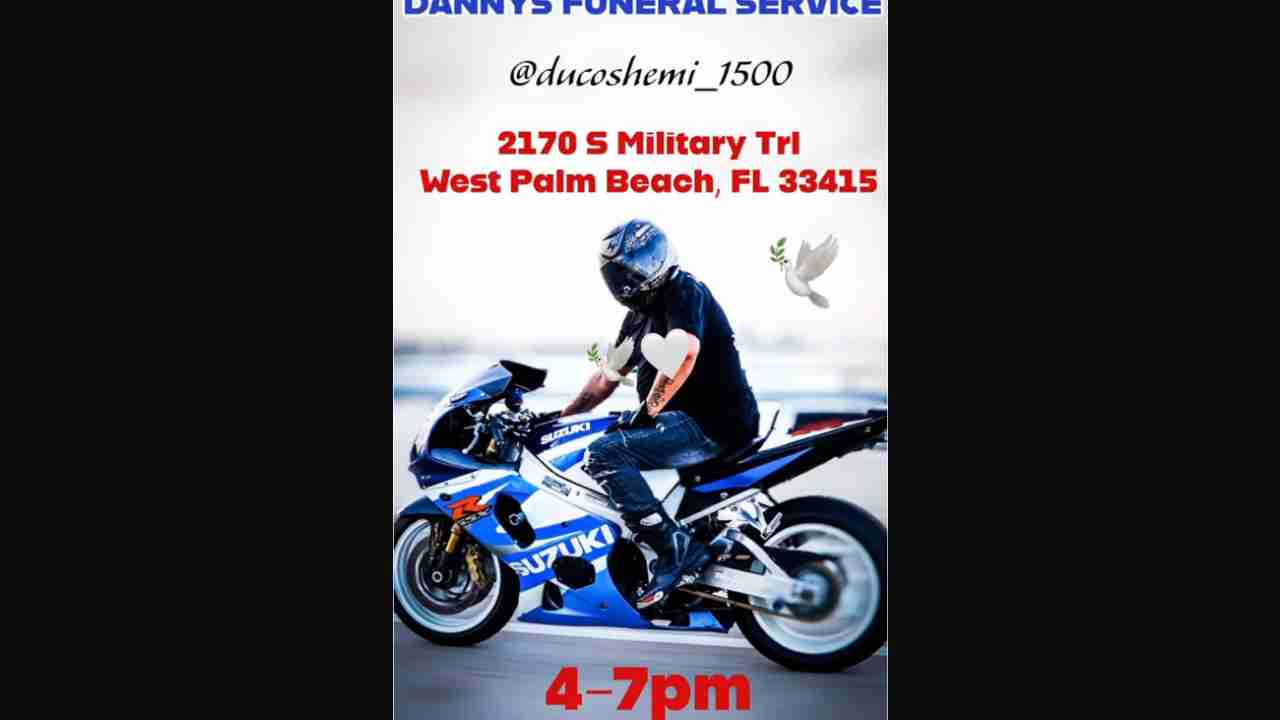 DANNYS FUNERAL SERVICE
@ducoshemi_1500
2170 S Military Trl
West Palm Beach, FL 33415
SUZUKI
R
SUZUKI
4-7pm